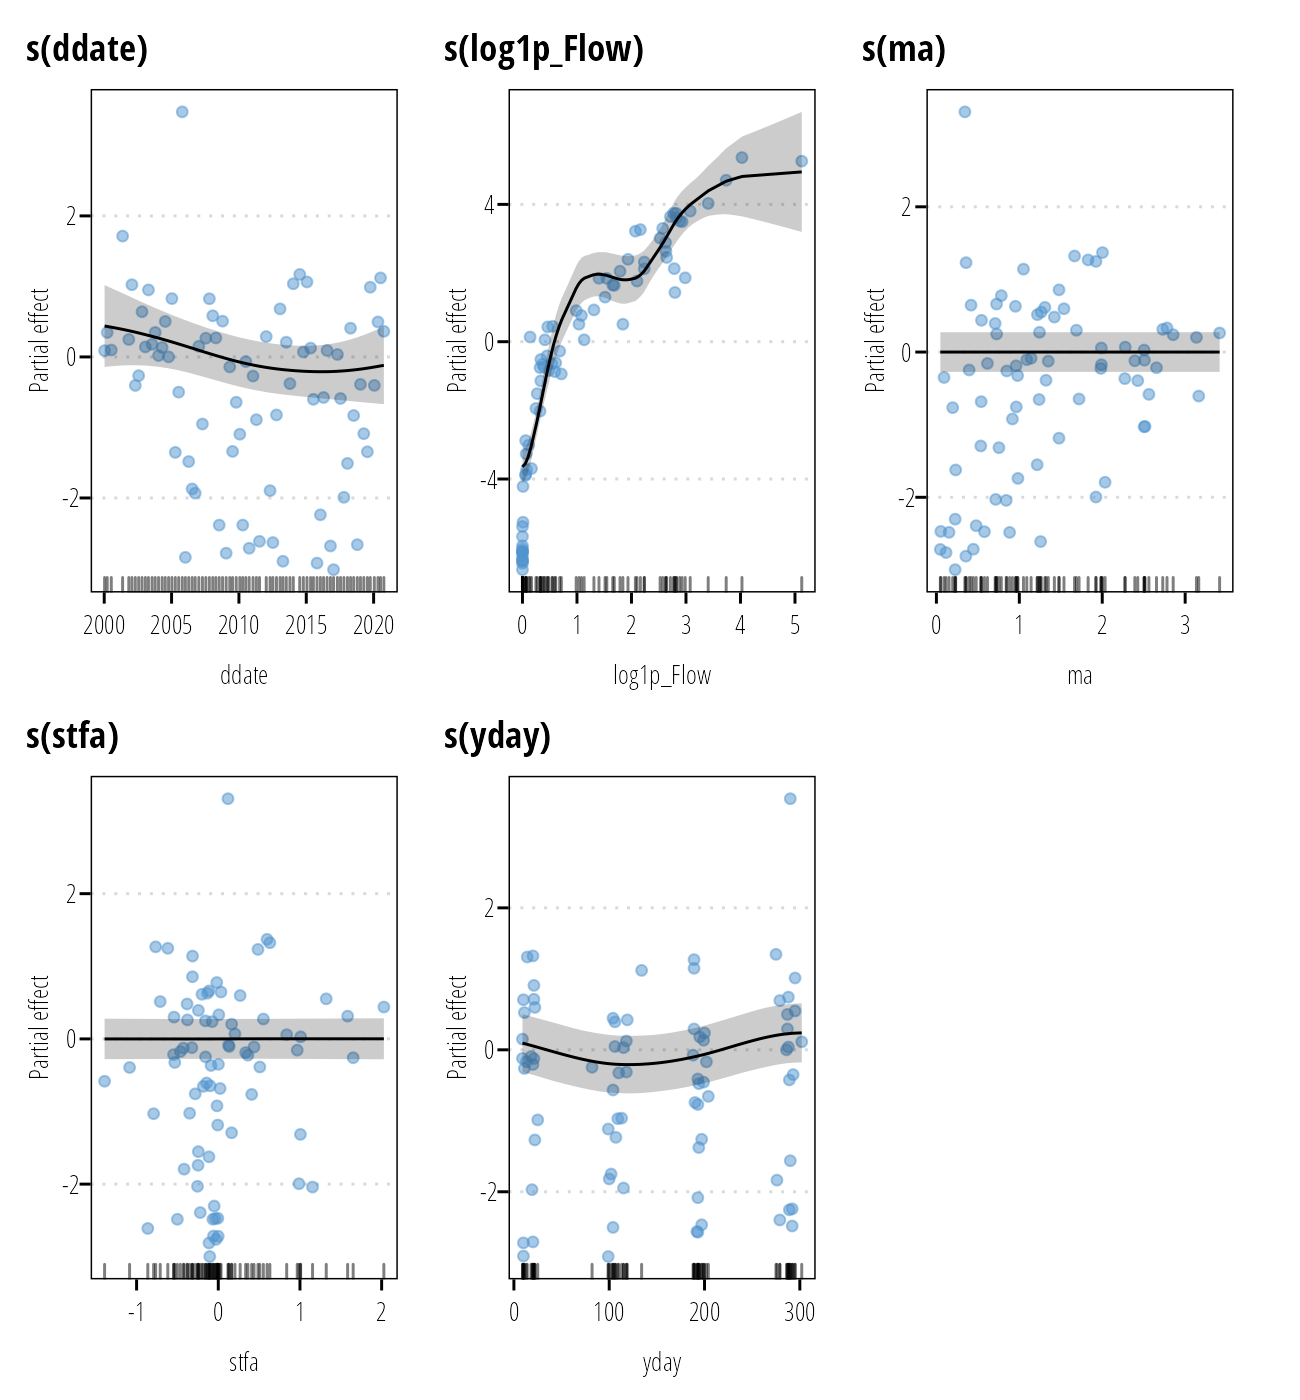 s(ddate)
s(log1p_Flow)
s(ma)
Partial effect
2
0
-2
2000 2005 2010 2015 2020
ddate
Partial effect
4
0
-4
0 1 2 3 4 5
log1p_Flow
Partial effect
2
0
-2
0 1 2 3
ma
s(stfa)
s(yday)
Partial effect
2
0
-2
-1 0 1 2
stfa
Partial effect
2
0
-2
0 100 200 300
yday